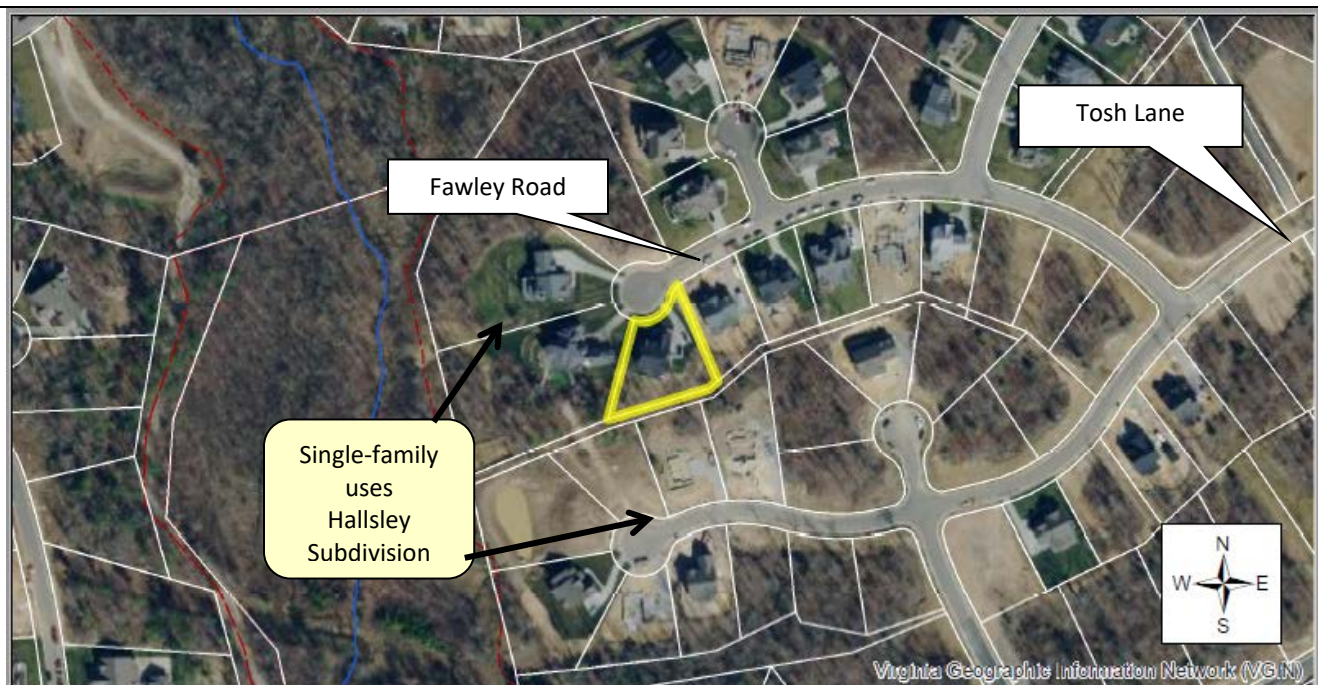 Tosh Lane
Fawley Road
Single-family
uses
Hallsley
Subdivision
N
W
E
S
Virginia Geographic Information Network (VGIN)